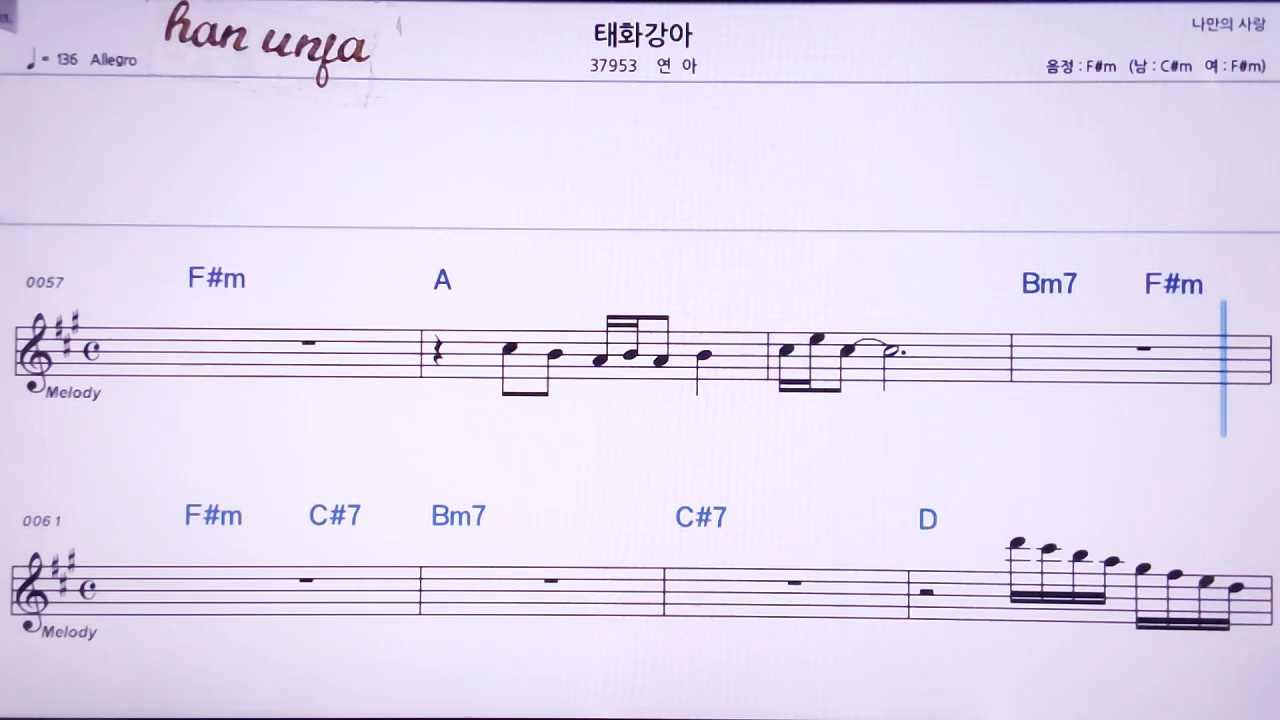 han unja
태화강아
나만의 사랑
♩ = 136 Allegro
37953 연 아
음정 : F#m (남 : C#m 여 : F#m)
0057 F#m A Bm7 F#m
Melody
0061 F#m C#7 Bm7 C#7 D
Melody